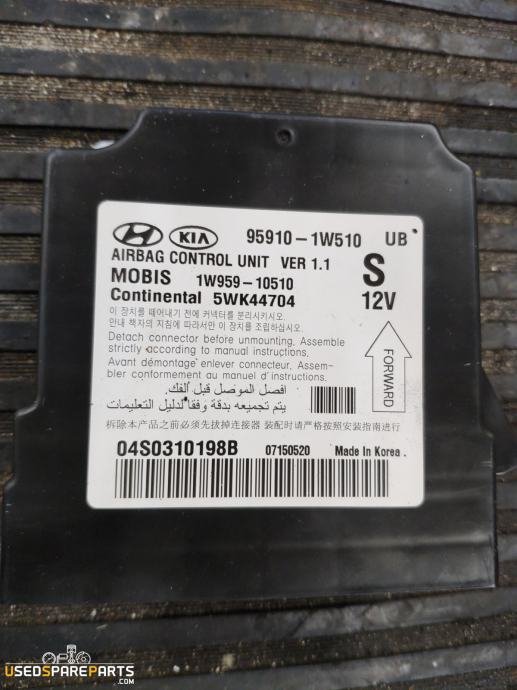 KIA 95910-1W510 UB
AIRBAG CONTROL UNIT VER 1.1 S
MOBIS 1W959-10510
Continental 5WK44704 12V
이 장치를 떼어내기 전에 커넥터를 분리시키시오.
안내 책자의 지침에 따라서만 이 장치를 조립하십시오.
Detach connector before unmounting. Assemble
strictly according to manual instructions.
Avant démontage enlever connecteur, Assem-
bler conformement au manuel d'instructions.
أفصل الموصل قبل الفك.
يتم تجميعه بدقة وفقا لدليل التعليمات
FORWARD
拆除本产品之前必须先拔掉连接器 装配时请严格按照安装指南进行
04S0310198B 07150520 Made In Korea.
USEDSPAREPARTS
.COM